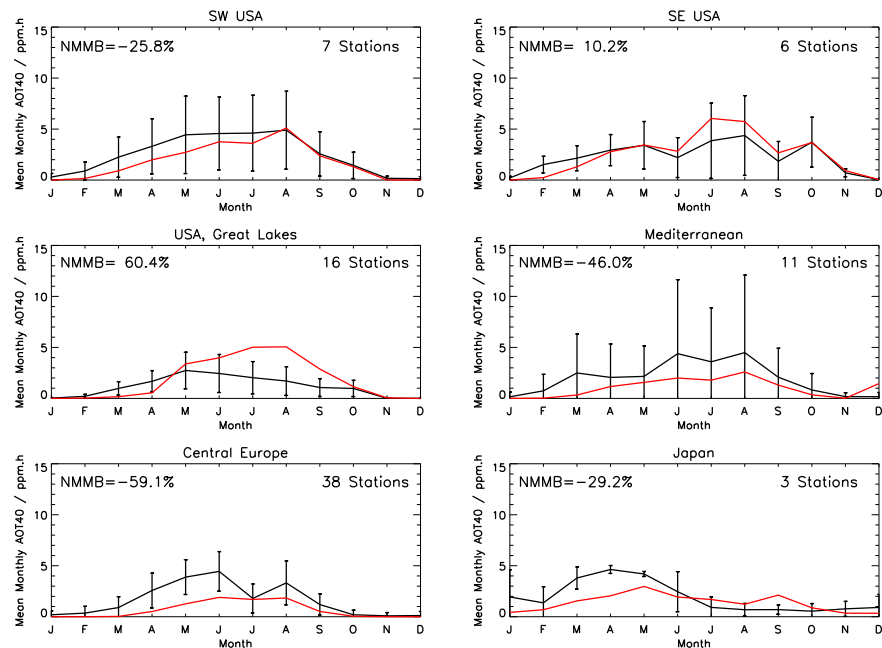 SW USA
NMMB=-25.8% 7 Stations
Mean Monthly AOT40 / ppm.h
15
10
5
0
J F M A M J J A S O N D
Month
SE USA
NMMB= 10.2% 6 Stations
Mean Monthly AOT40 / ppm.h
15
10
5
0
J F M A M J J A S O N D
Month
USA, Great Lakes
NMMB= 60.4% 16 Stations
Mean Monthly AOT40 / ppm.h
15
10
5
0
J F M A M J J A S O N D
Month
Mediterranean
NMMB=-46.0% 11 Stations
Mean Monthly AOT40 / ppm.h
15
10
5
0
J F M A M J J A S O N D
Month
Central Europe
NMMB=-59.1% 38 Stations
Mean Monthly AOT40 / ppm.h
15
10
5
0
J F M A M J J A S O N D
Month
Japan
NMMB=-29.2% 3 Stations
Mean Monthly AOT40 / ppm.h
15
10
5
0
J F M A M J J A S O N D
Month